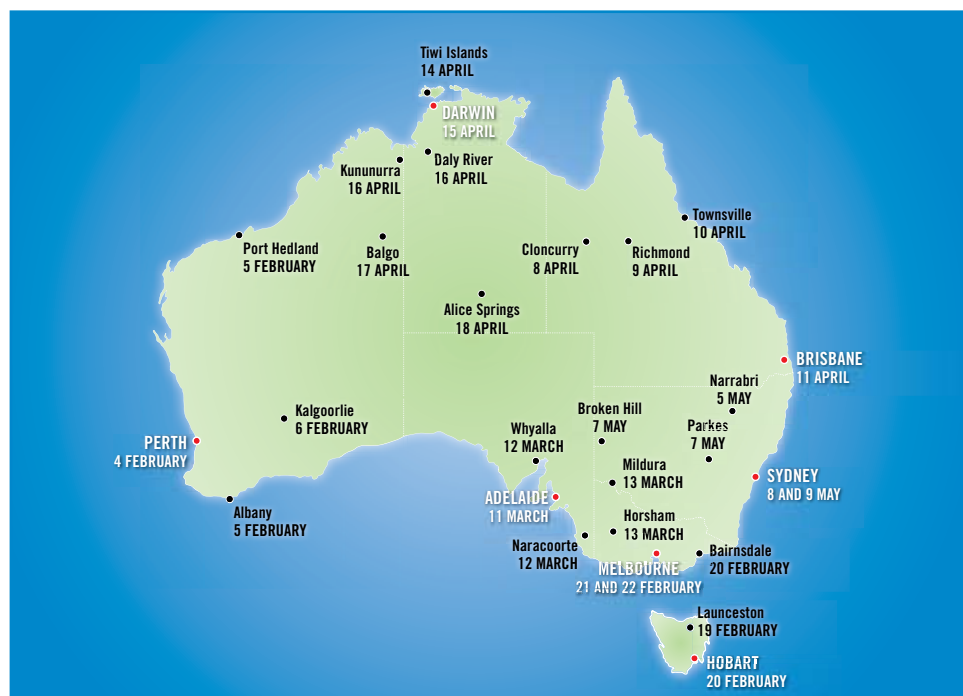 Tiwi Islands
14 APRIL
DARWIN
15 APRIL
Daly River
16 APRIL
Kununurra
16 APRIL
Townsville
10 APRIL
Port Hedland
5 FEBRUARY
Balgo
17 APRIL
Cloncurry
8 APRIL
Richmond
9 APRIL
Alice Springs
18 APRIL
BRISBANE
11 APRIL
Narrabri
5 MAY
Kalgoorlie
6 FEBRUARY
Broken Hill
7 MAY
Parkes
7 MAY
Whyalla
12 MARCH
PERTH
4 FEBRUARY
Mildura
13 MARCH
SYDNEY
8 AND 9 MAY
ADELAIDE
11 MARCH
Albany
5 FEBRUARY
Horsham
13 MARCH
Naracoorte
12 MARCH
Bairnsdale
20 FEBRUARY
MELBOURNE
21 AND 22 FEBRUARY
Launceston
19 FEBRUARY
HOBART
20 FEBRUARY